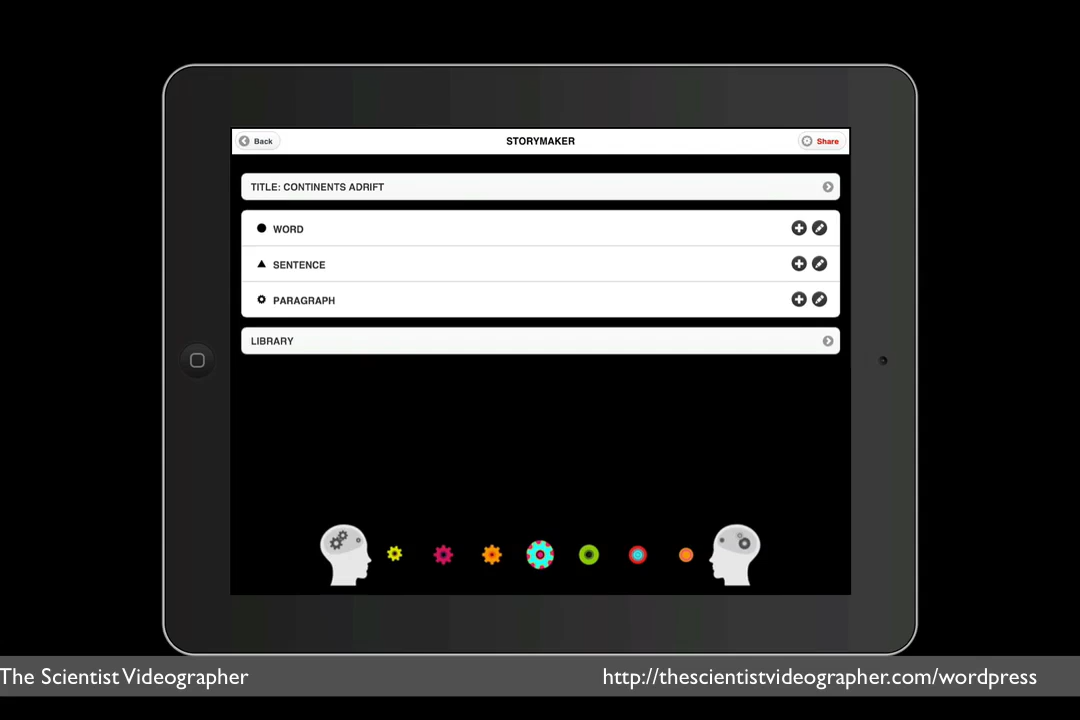 Back
STORYMAKER
Share
TITLE: CONTINENTS ADRIFT
WORD
SENTENCE
PARAGRAPH
LIBRARY
The Scientist Videographer
http://thescientistvideographer.com/wordpress